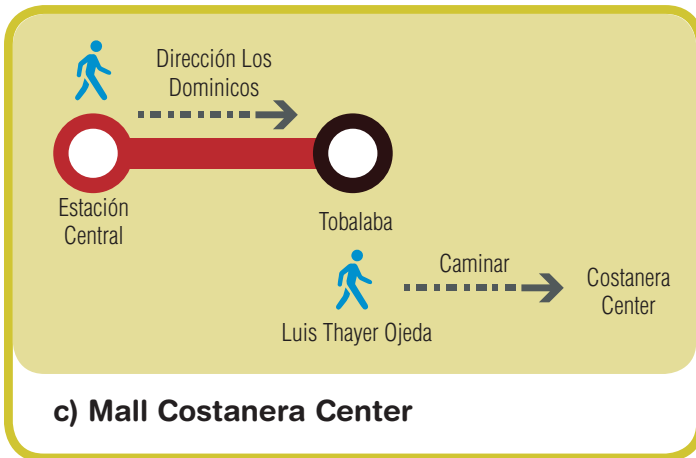 Dirección Los
Dominicos
Estación
Central
Tobalaba
Caminar
Costanera
Center
Luis Thayer Ojeda
c) Mall Costanera Center